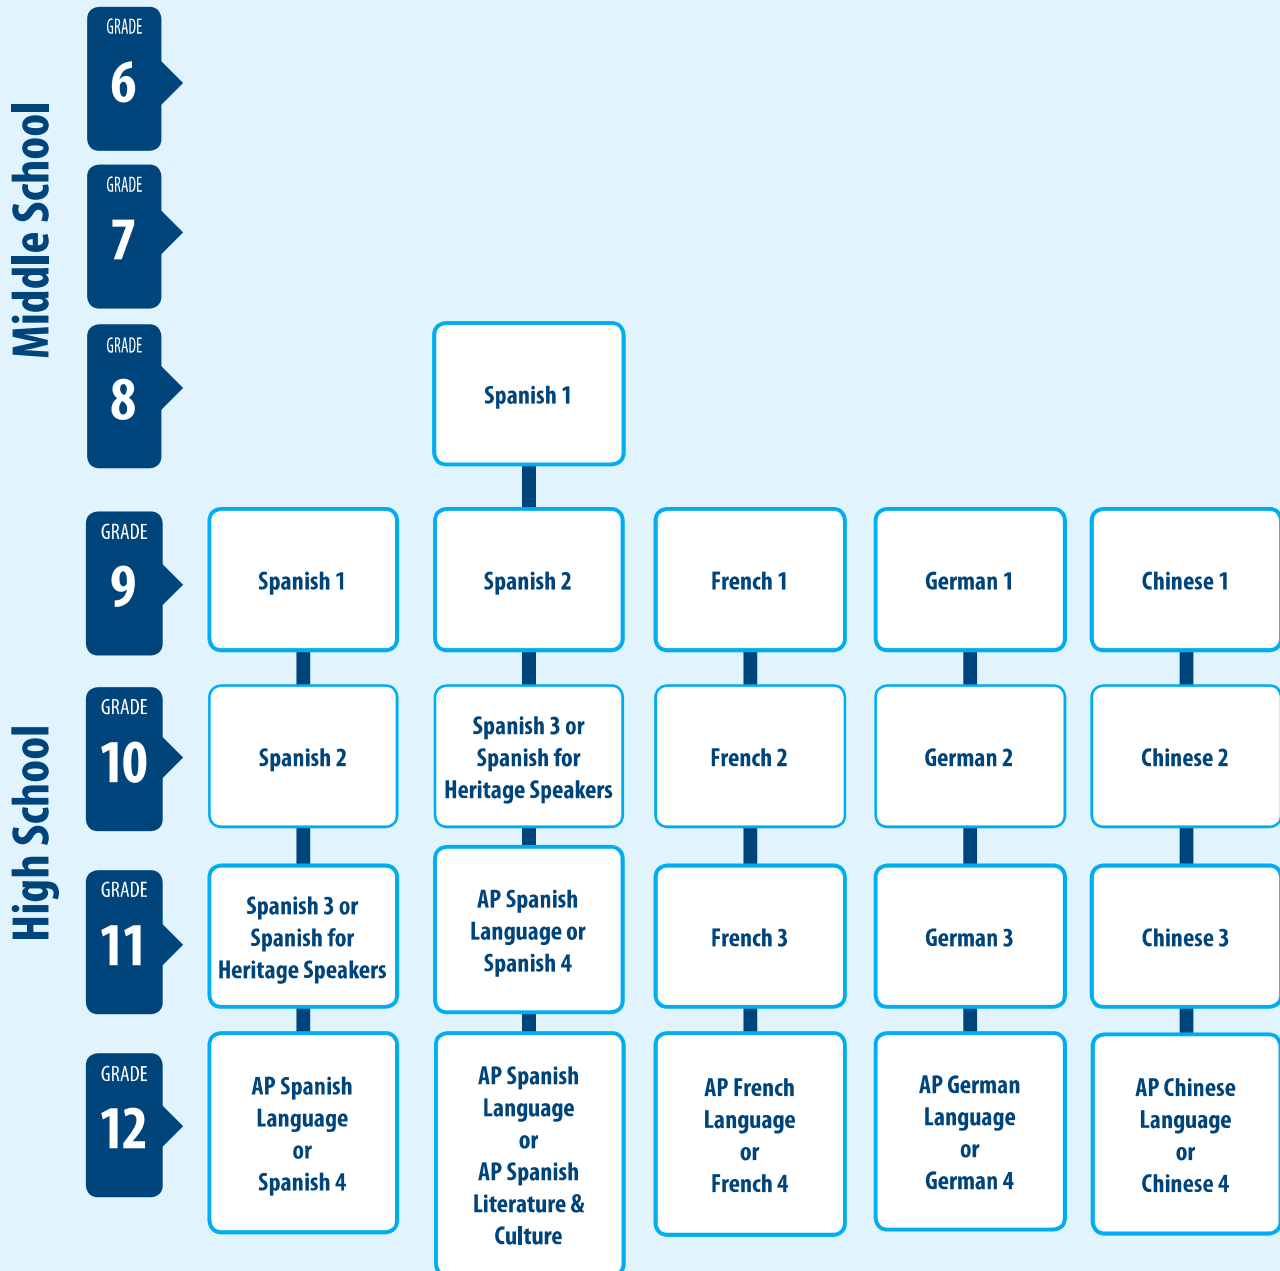 Middle School
GRADE
6
GRADE
7
GRADE
8
Spanish 1
High School
GRADE
9
Spanish 1
Spanish 2
French 1
German 1
Chinese 1
GRADE
10
Spanish 2
Spanish 3 or
Spanish for
Heritage Speakers
French 2
German 2
Chinese 2
GRADE
11
Spanish 3 or
Spanish for
Heritage Speakers
AP Spanish
Language or
Spanish 4
French 3
German 3
Chinese 3
GRADE
12
AP Spanish
Language
or
Spanish 4
AP Spanish
Language
or
AP Spanish
Literature &
Culture
AP French
Language
or
French 4
AP German
Language
or
German 4
AP Chinese
Language
or
Chinese 4